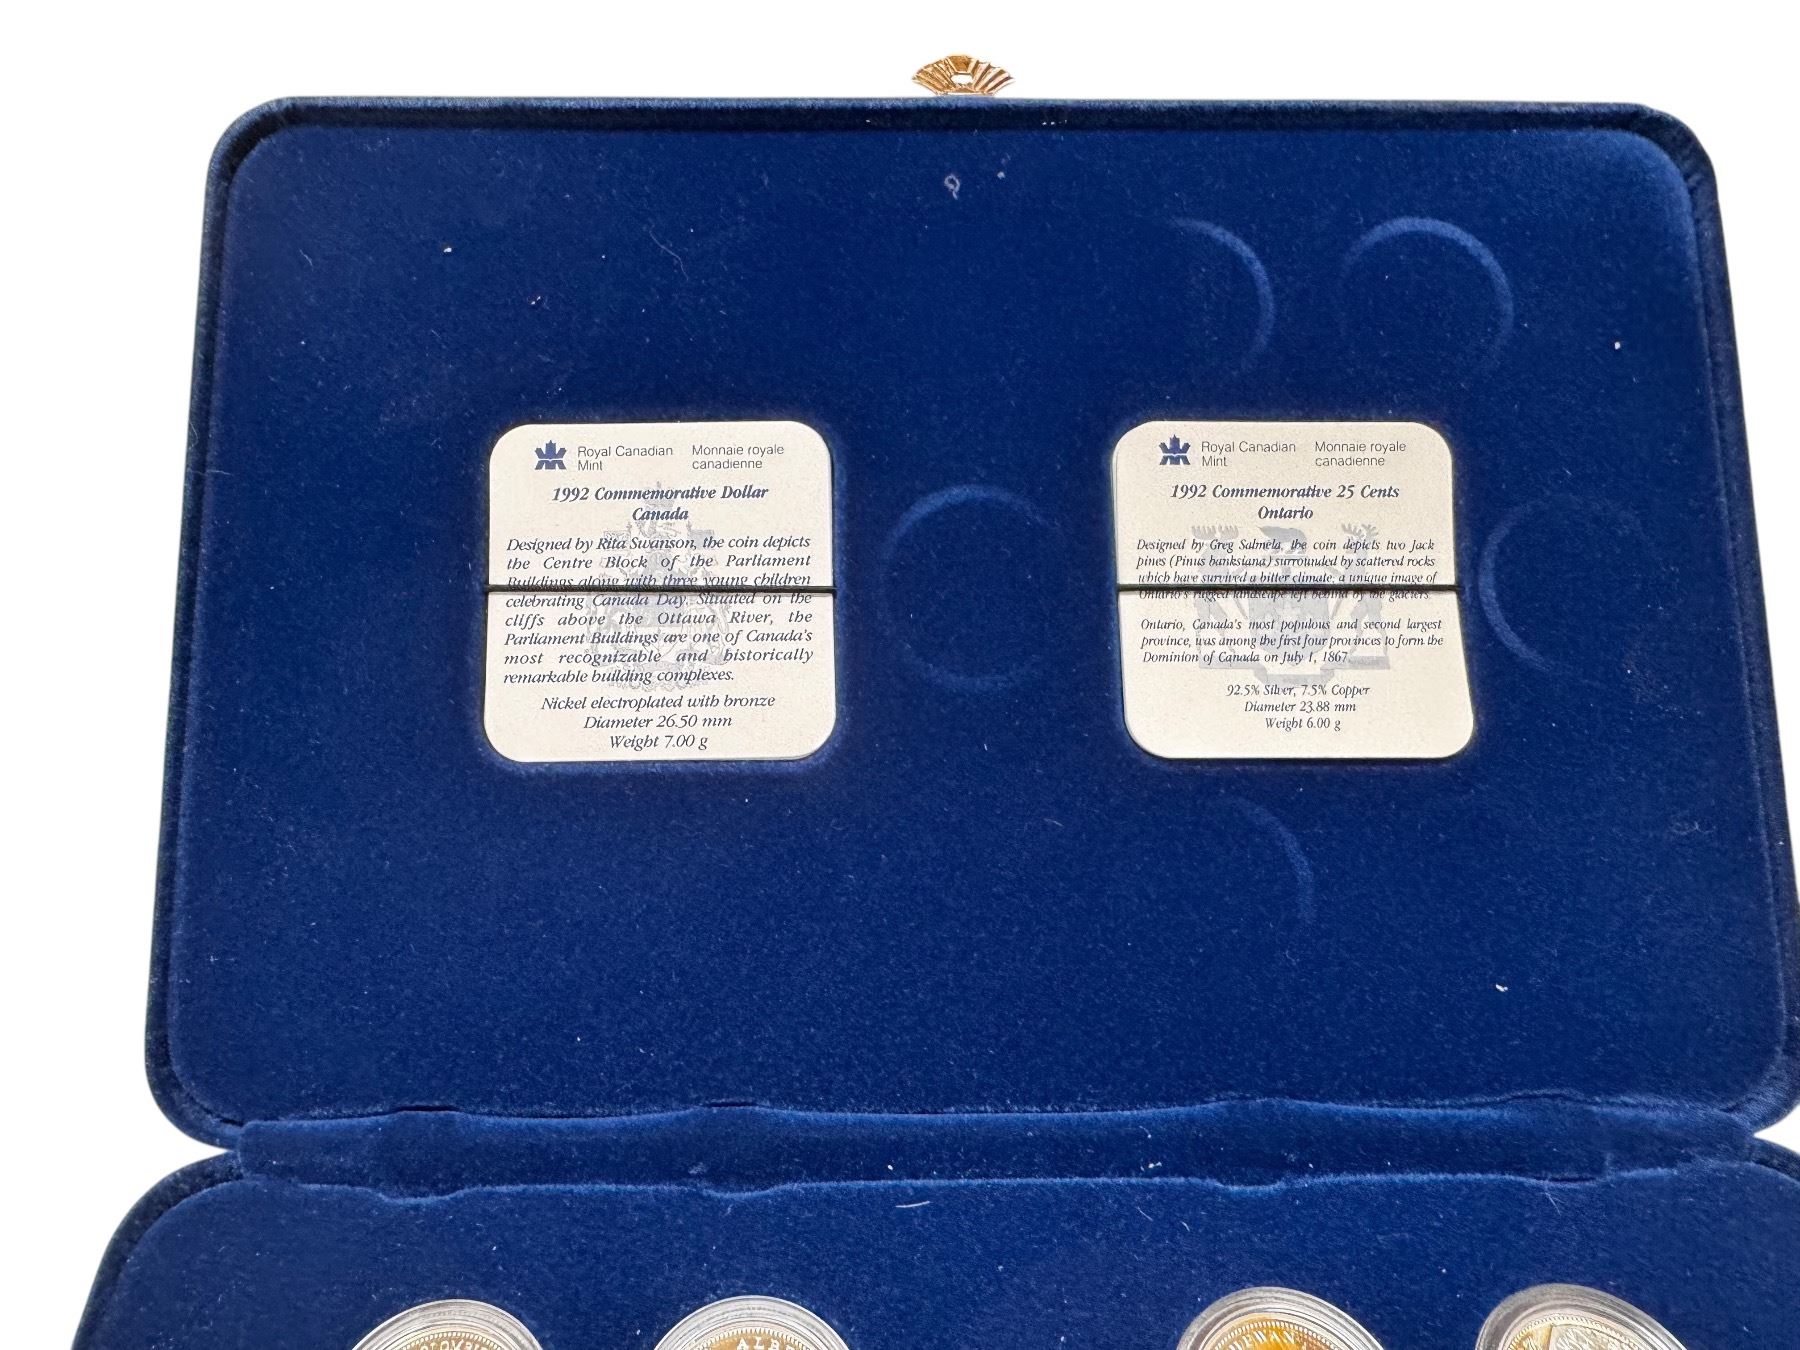 Royal Canadian Mint
Monnaie royale canadienne
1992 Commemorative Dollar
Canada
Designed by Rita Swanson, the coin depicts
the Centre Block of the Parliament
Buildings along with three young children
celebrating Canada Day. Situated on the
cliffs above the Ottawa River, the
Parliament Buildings are one of Canada's
most recognizable and historically
remarkable building complexes.
Nickel electroplated with bronze
Diameter 26.50 mm
Weight 7.00 g
Royal Canadian Mint
Monnaie royale canadienne
1992 Commemorative 25 Cents
Ontario
Designed by Greg Salmela, the coin depicts two Jack
pines (Pinus banksiana) surrounded by scattered rocks
which have survived a bitter climate, a unique image of
Ontario's rugged landscape left behind by the glaciers.
Ontario, Canada's most populous and second largest
province, was among the first four provinces to form the
Dominion of Canada on July 1, 1867.
92.5% Silver, 7.5% Copper
Diameter 23.88 mm
Weight 6.00 g